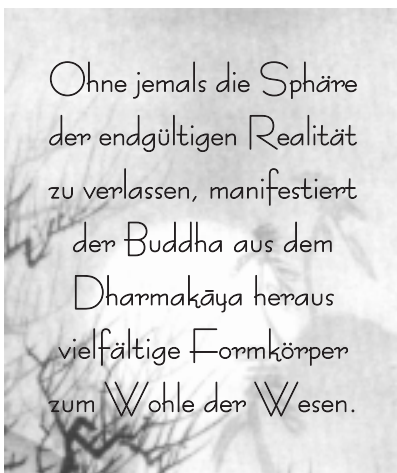 Ohne jemals die Sphäre
der endgültigen Realität
zu verlassen, manifestiert
der Buddha aus dem
Dharmakāya heraus
vielfältige Formkörper
zum Wohle der Wesen.